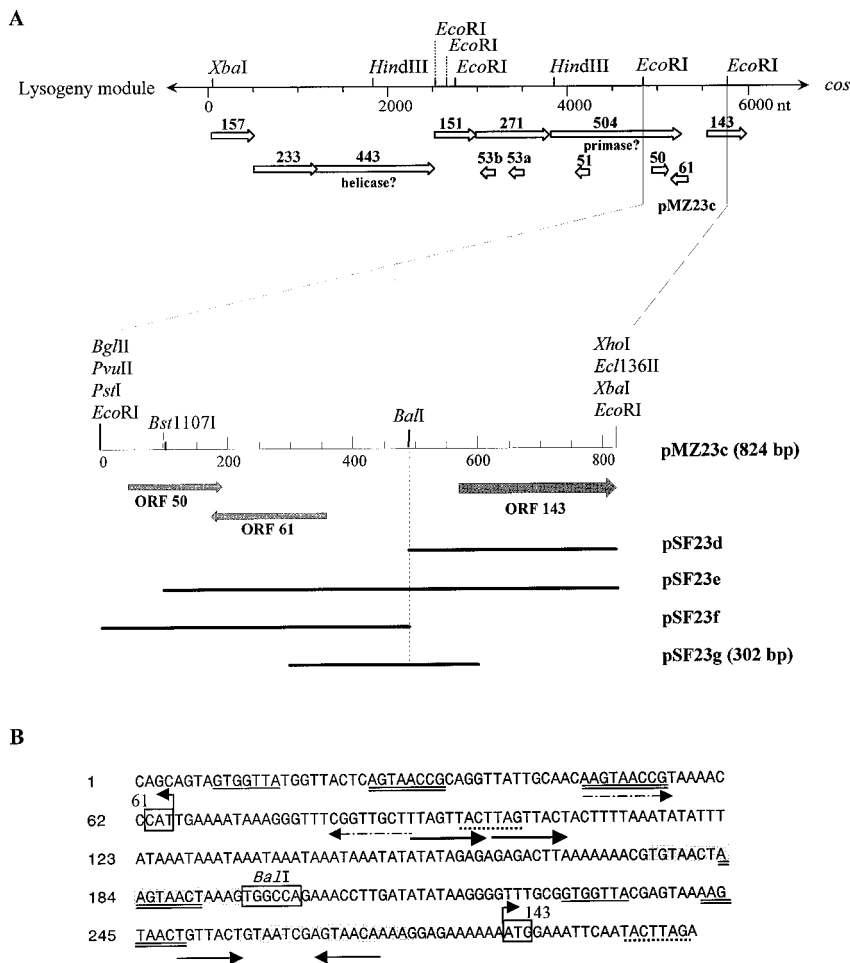 A
EcoRI
EcoRI
XbaI HindIII EcoRI HindIII EcoRI EcoRI
Lysogeny module cos
0 2000 4000 6000 nt
157 151 271 504 143
primase?
233 443 53b 53a 51 50 61
helicase?
pMZ23c
BglII XhoI
PvuII Ecl136II
PstI XbaI
EcoRI EcoRI
Bst1107I BalI
0 200 400 600 800
pMZ23c (824 bp)
ORF 50 ORF 143
ORF 61
pSF23d
pSF23e
pSF23f
pSF23g (302 bp)
B
1 CAGCAGTAGTGGTTATGGTTACTCAGTAACCGCAGGTTATTGCAACAAGTAACCGTAAAAC
61
62 CCATTGAAAATAAAGGGTTTCGGTTGCTTTAGTTACTTAGTTACTACTTTTAAATATATTT
123 ATAAATAAATAAATAAATAAATAAATATATATAGAGAGAGACTTAAAAAAACGTGTAACTA
BalI
184 AGTAACTAAAGTGGCCAGAAACCTTGATATATAAGGGGTTTGCGGTGGTTACGAGTAAAAG
143
245 TAACTTGTTACTGTAATCGAGTAACAAAAGGAGAAAAAAATGGAAATTCAATACTTAGA